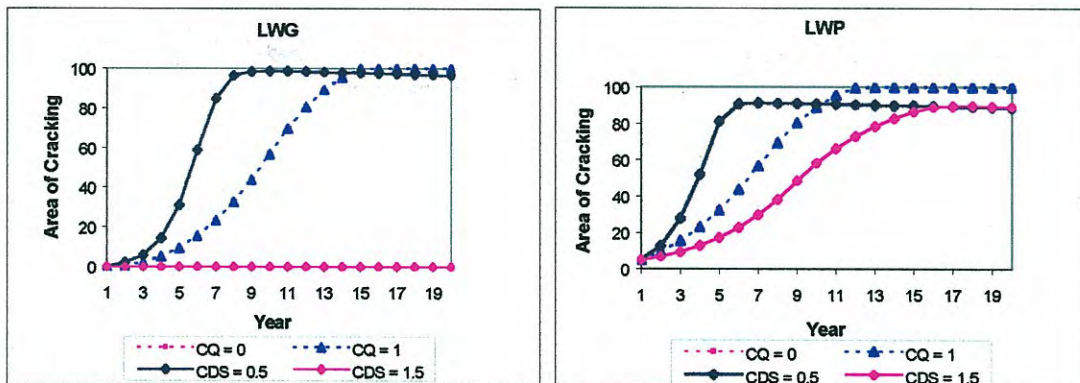 LWG
100
80
60
40
20
0
Area of Cracking
1 3 5 7 9 11 13 15 17 19
Year
CQ = 0 CQ = 1
CDS = 0.5 CDS = 1.5
LWP
100
80
60
40
20
0
Area of Cracking
1 3 5 7 9 11 13 15 17 19
Year
CQ = 0 CQ = 1
CDS = 0.5 CDS = 1.5